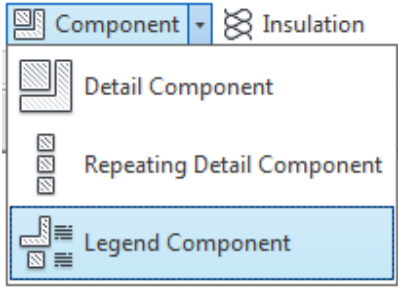 Component Insulation
Detail Component
Repeating Detail Component
Legend Component